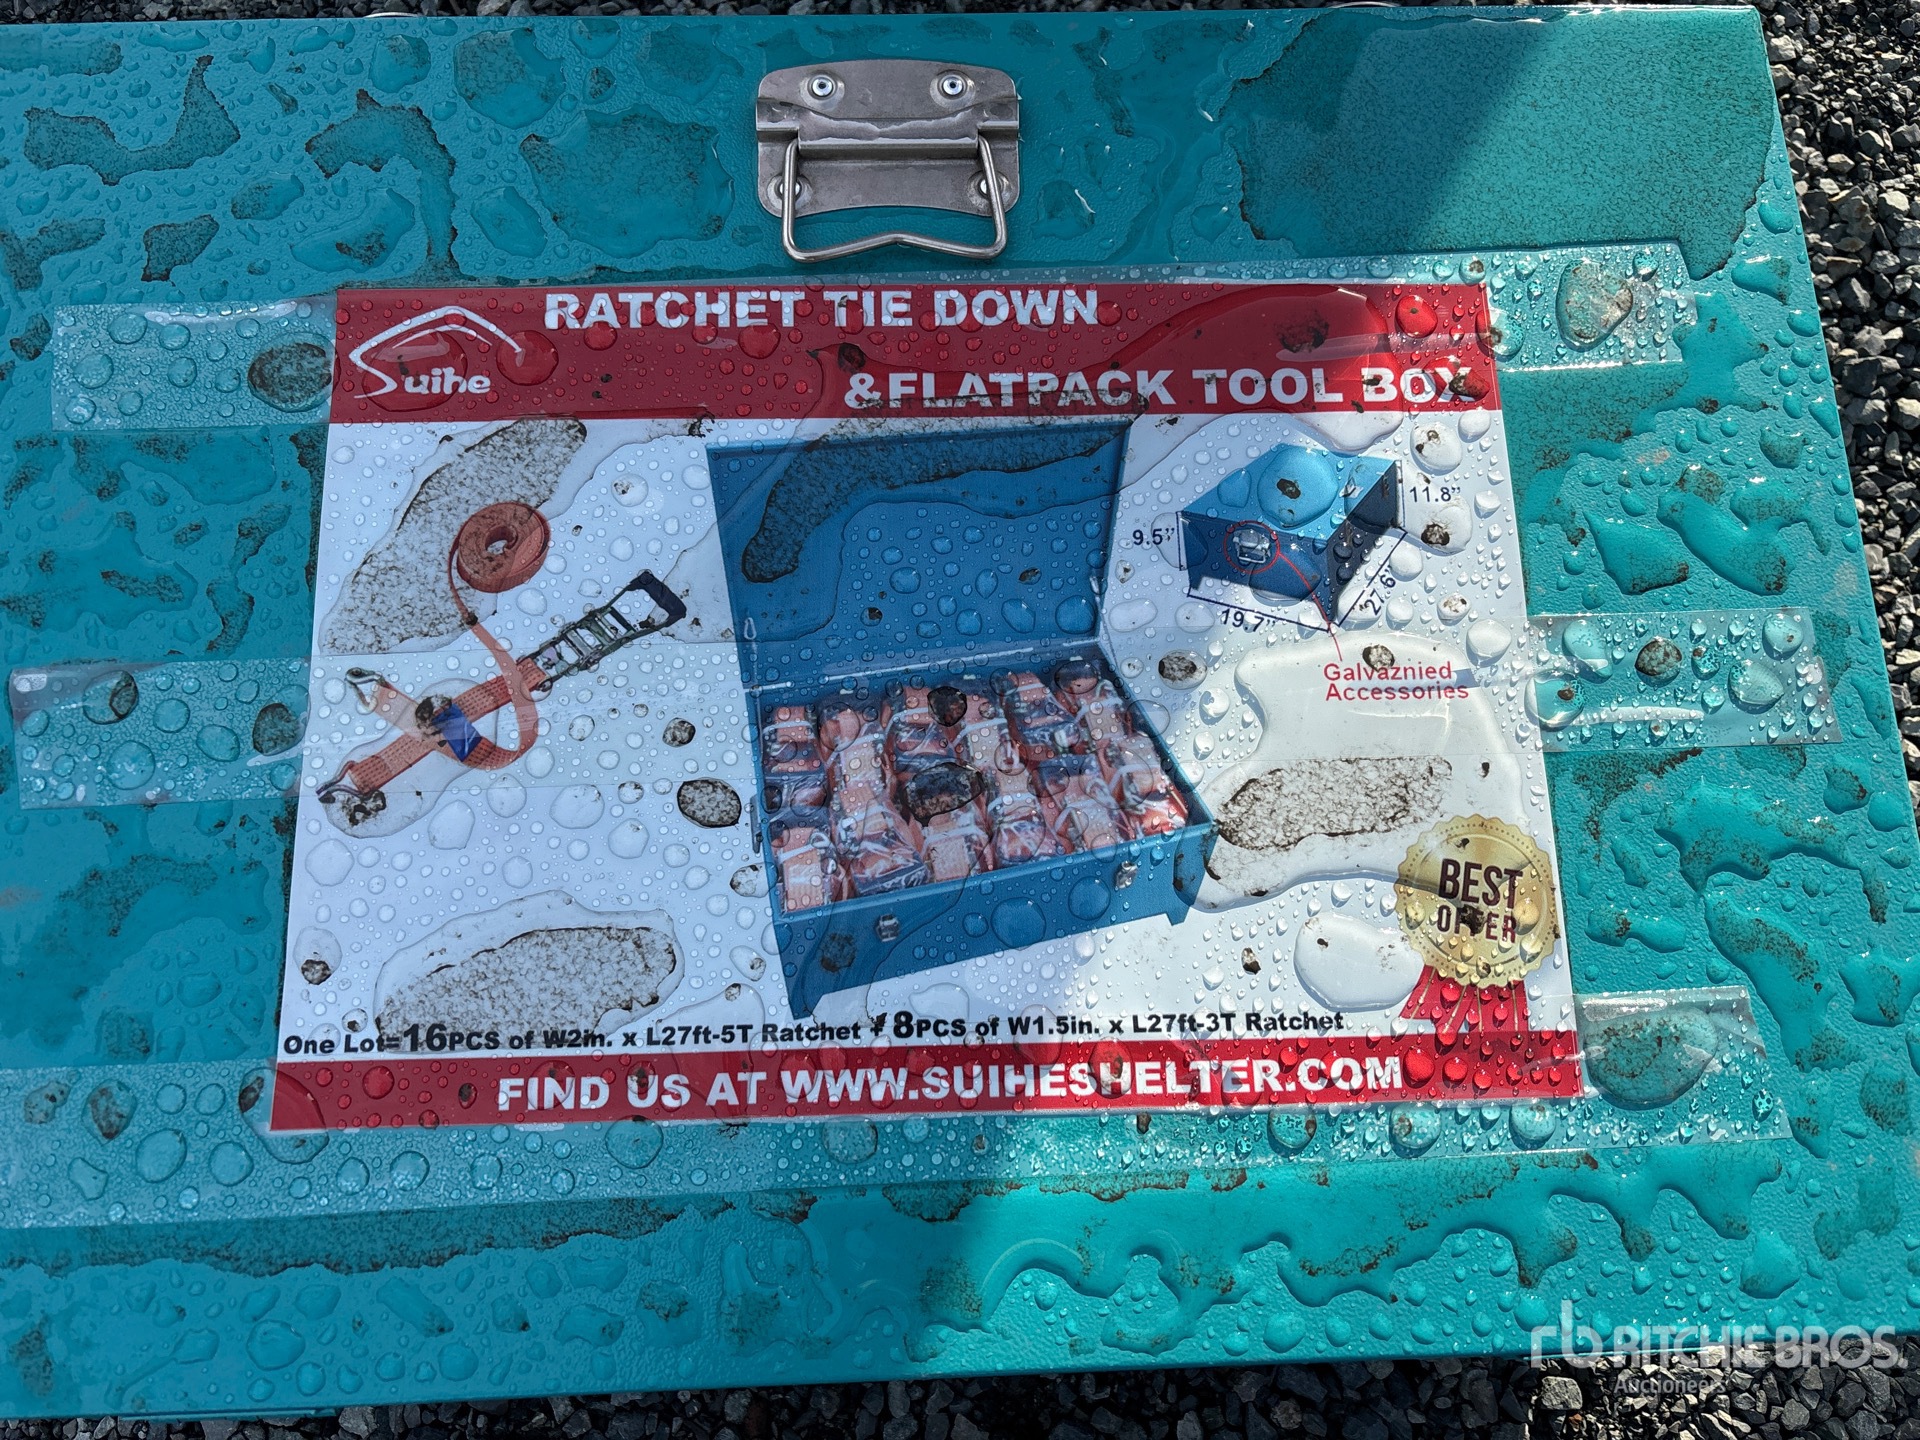 Suihe
RATCHET TIE DOWN
&FLATPACK TOOL BOX
11.8"
9.5"
27.6"
19.7"
Galvaznied
Accessories
BEST
OFFER
One Lot=16PCS of W2in. x L27ft-5T Ratchet + 8PCS of W1.5in. x L27ft-3T Ratchet
FIND US AT WWW.SUIHESHELTER.COM
rb RITCHIE BROS.
Auctioneers